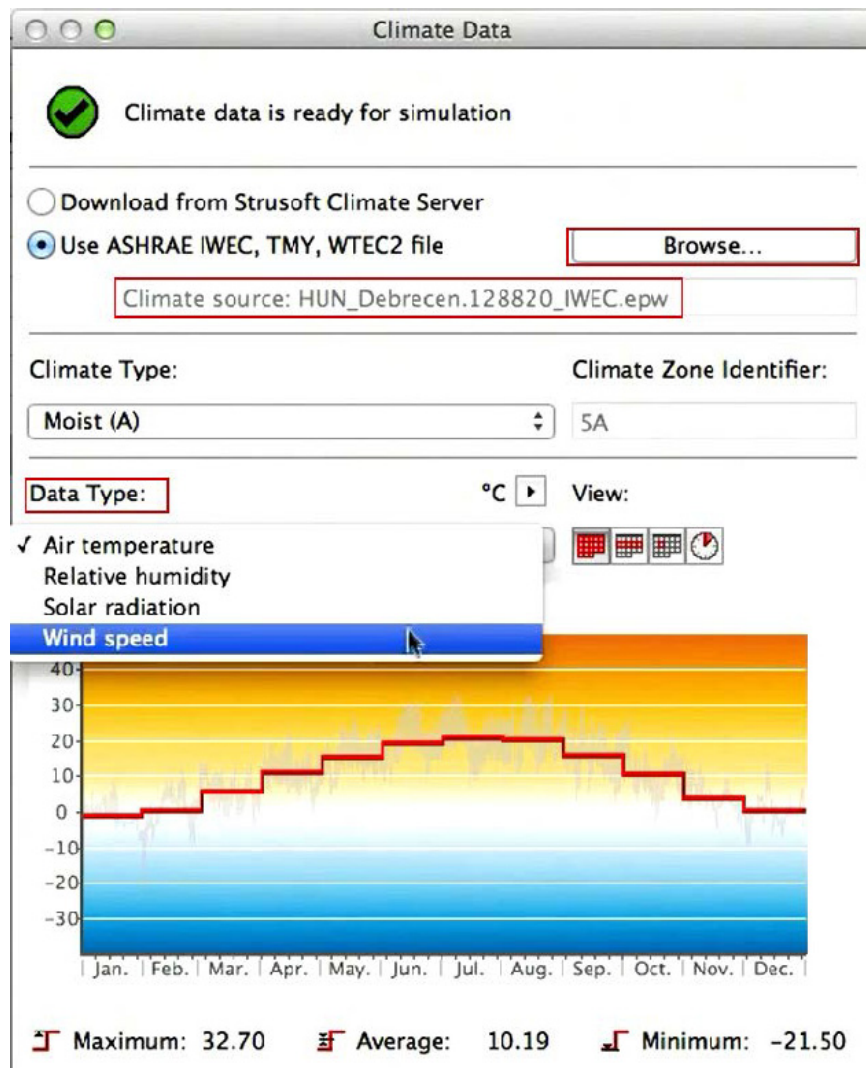 Climate Data
Climate data is ready for simulation
Download from Strusoft Climate Server
Use ASHRAE IWEC, TMY, WTEC2 file
Browse...
Climate source: HUN_Debrecen.128820_IWEC.epw
Climate Type:
Climate Zone Identifier:
Moist (A)
5A
Data Type:
°C
View:
✓ Air temperature
Relative humidity
Solar radiation
Wind speed
40
30
20
10
0
-10
-20
-30
Jan. Feb. Mar. Apr. May. Jun. Jul. Aug. Sep. Oct. Nov. Dec.
Maximum: 32.70 Average: 10.19 Minimum: -21.50